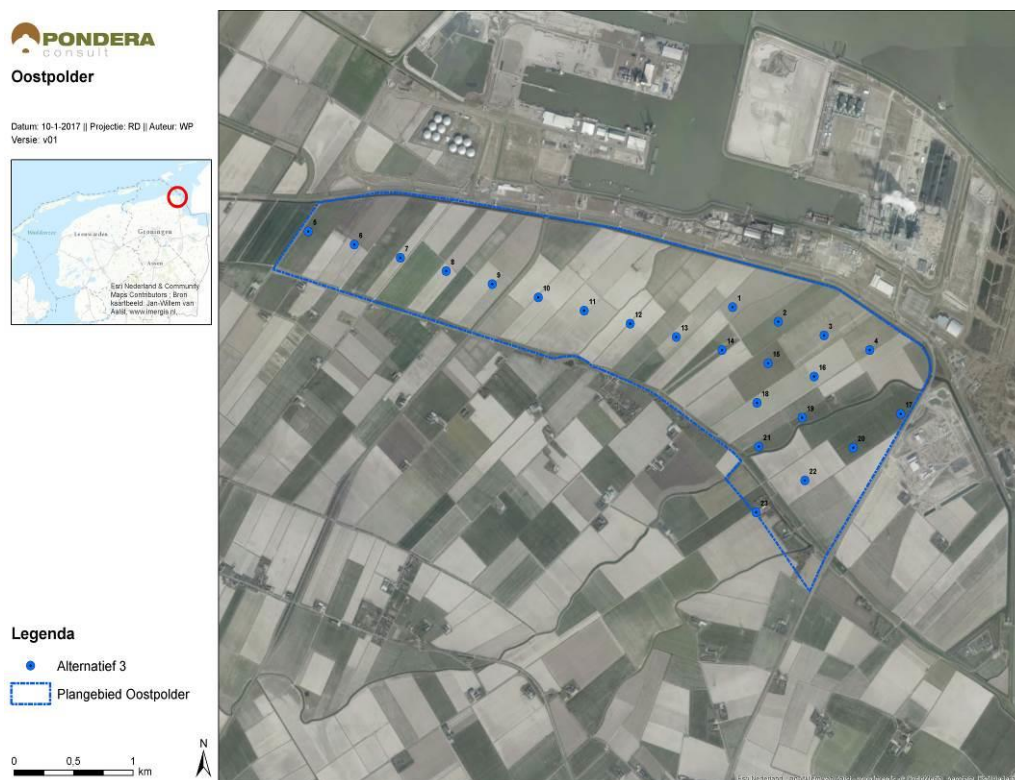 PONDERA
consult
Oostpolder
Datum: 10-1-2017 || Projectie: RD || Auteur: WP
Versie: v01
Leeuwarden
Groningen
Assen
Esri Nederland & Community
Maps Contributors ; Bron
kaartbeeld: Jan-Willem van
Aalst, www.imergis.nl,
5
6
7
8
9
10
11
12
13
1
2
3
4
14
15
16
17
18
19
20
21
22
23
Legenda
Alternatief 3
Plangebied Oostpolder
0 0.5 1
km
N